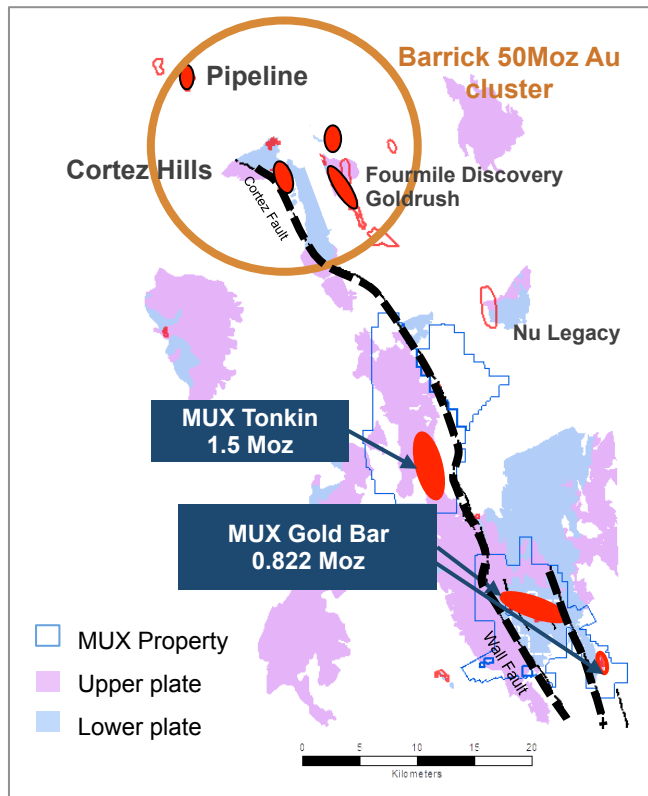 Barrick 50Moz Au
cluster
Pipeline
Cortez Hills
Fourmile Discovery
Goldrush
Cortez Fault
Nu Legacy
MUX Tonkin
1.5 Moz
MUX Gold Bar
0.822 Moz
Wall Fault
MUX Property
Upper plate
Lower plate
0 5 10 15 20
Kilometers